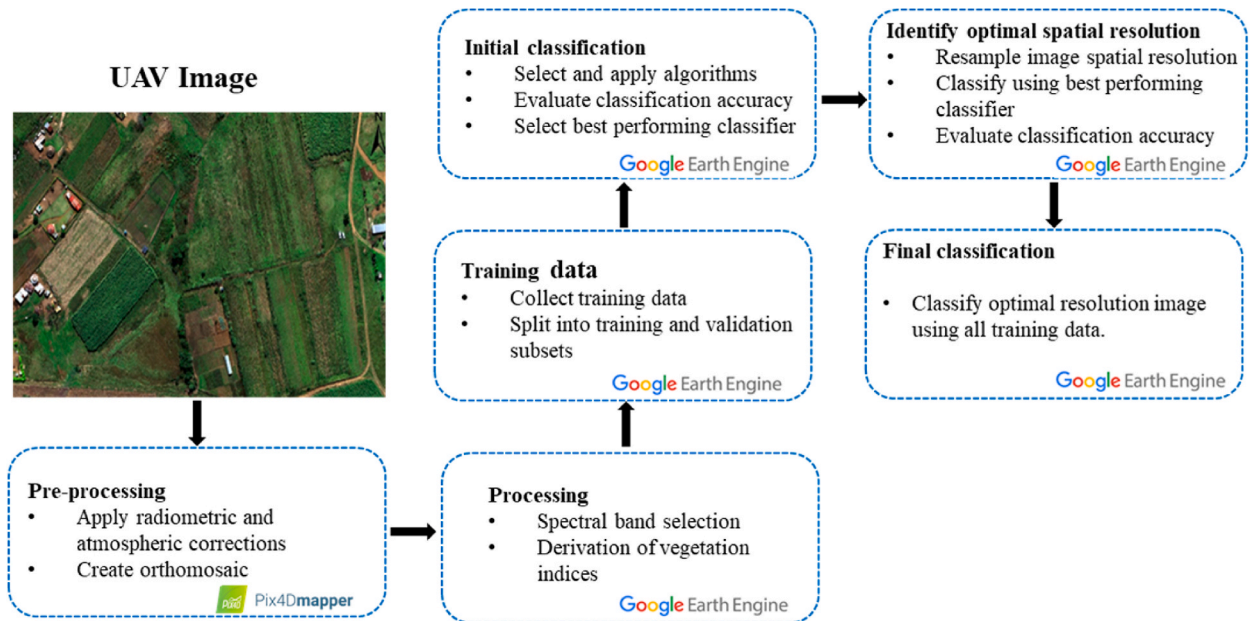 UAV Image
Pre-processing
• Apply radiometric and
atmospheric corrections
• Create orthomosaic
Pix4Dmapper
Processing
• Spectral band selection
• Derivation of vegetation
indices
Google Earth Engine
Training data
• Collect training data
• Split into training and validation
subsets
Google Earth Engine
Initial classification
• Select and apply algorithms
• Evaluate classification accuracy
• Select best performing classifier
Google Earth Engine
Identify optimal spatial resolution
• Resample image spatial resolution
• Classify using best performing
classifier
• Evaluate classification accuracy
Google Earth Engine
Final classification
• Classify optimal resolution image
using all training data.
Google Earth Engine